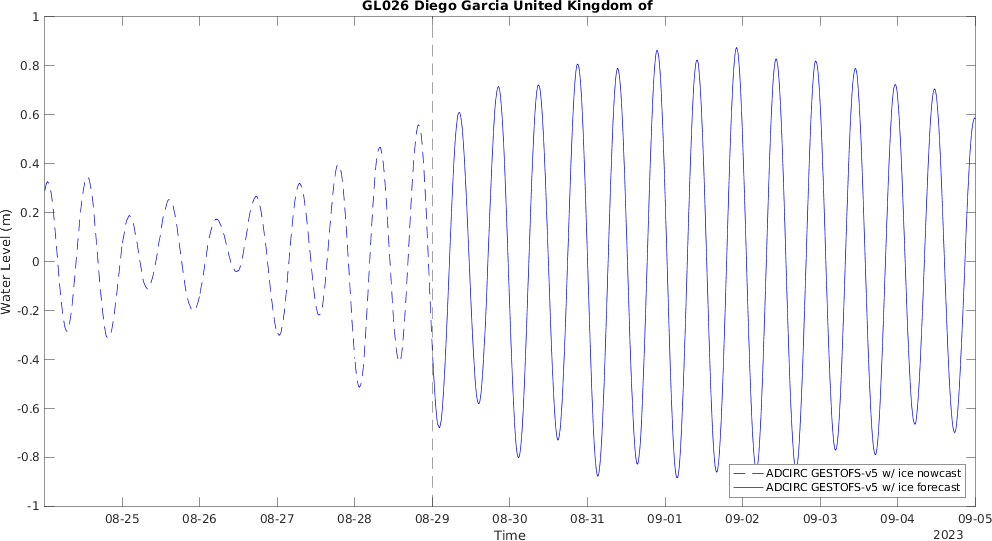 GL026 Diego Garcia United Kingdom of
1
0.8
0.6
0.4
0.2
0
-0.2
-0.4
-0.6
-0.8
-1
Water Level (m)
ADCIRC GESTOFS-v5 w/ ice nowcast
ADCIRC GESTOFS-v5 w/ ice forecast
08-25 08-26 08-27 08-28 08-29 08-30 08-31 09-01 09-02 09-03 09-04 09-05
Time
2023